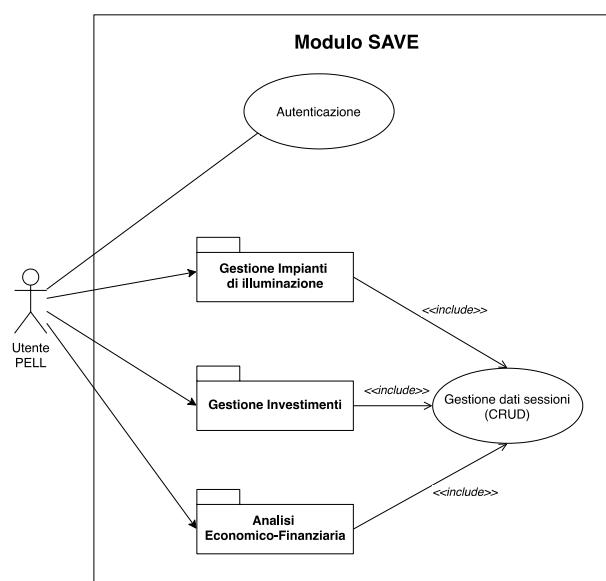 Modulo SAVE
Autenticazione
Gestione Impianti
di illuminazione
<<include>>
Utente
PELL
Gestione Investimenti
<<include>>
Gestione dati sessioni
(CRUD)
<<include>>
Analisi
Economico-Finanziaria